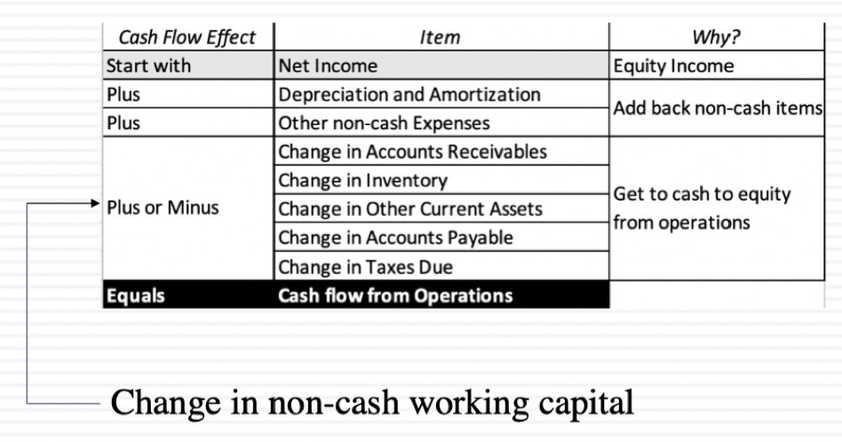 Cash Flow Effect Item Why?
Start with Net Income Equity Income
Plus Depreciation and Amortization
Add back non-cash items
Plus Other non-cash Expenses
Change in Accounts Receivables
Change in Inventory
Plus or Minus Change in Other Current Assets
Get to cash to equity
from operations
Change in Accounts Payable
Change in Taxes Due
Equals Cash flow from Operations
Change in non-cash working capital